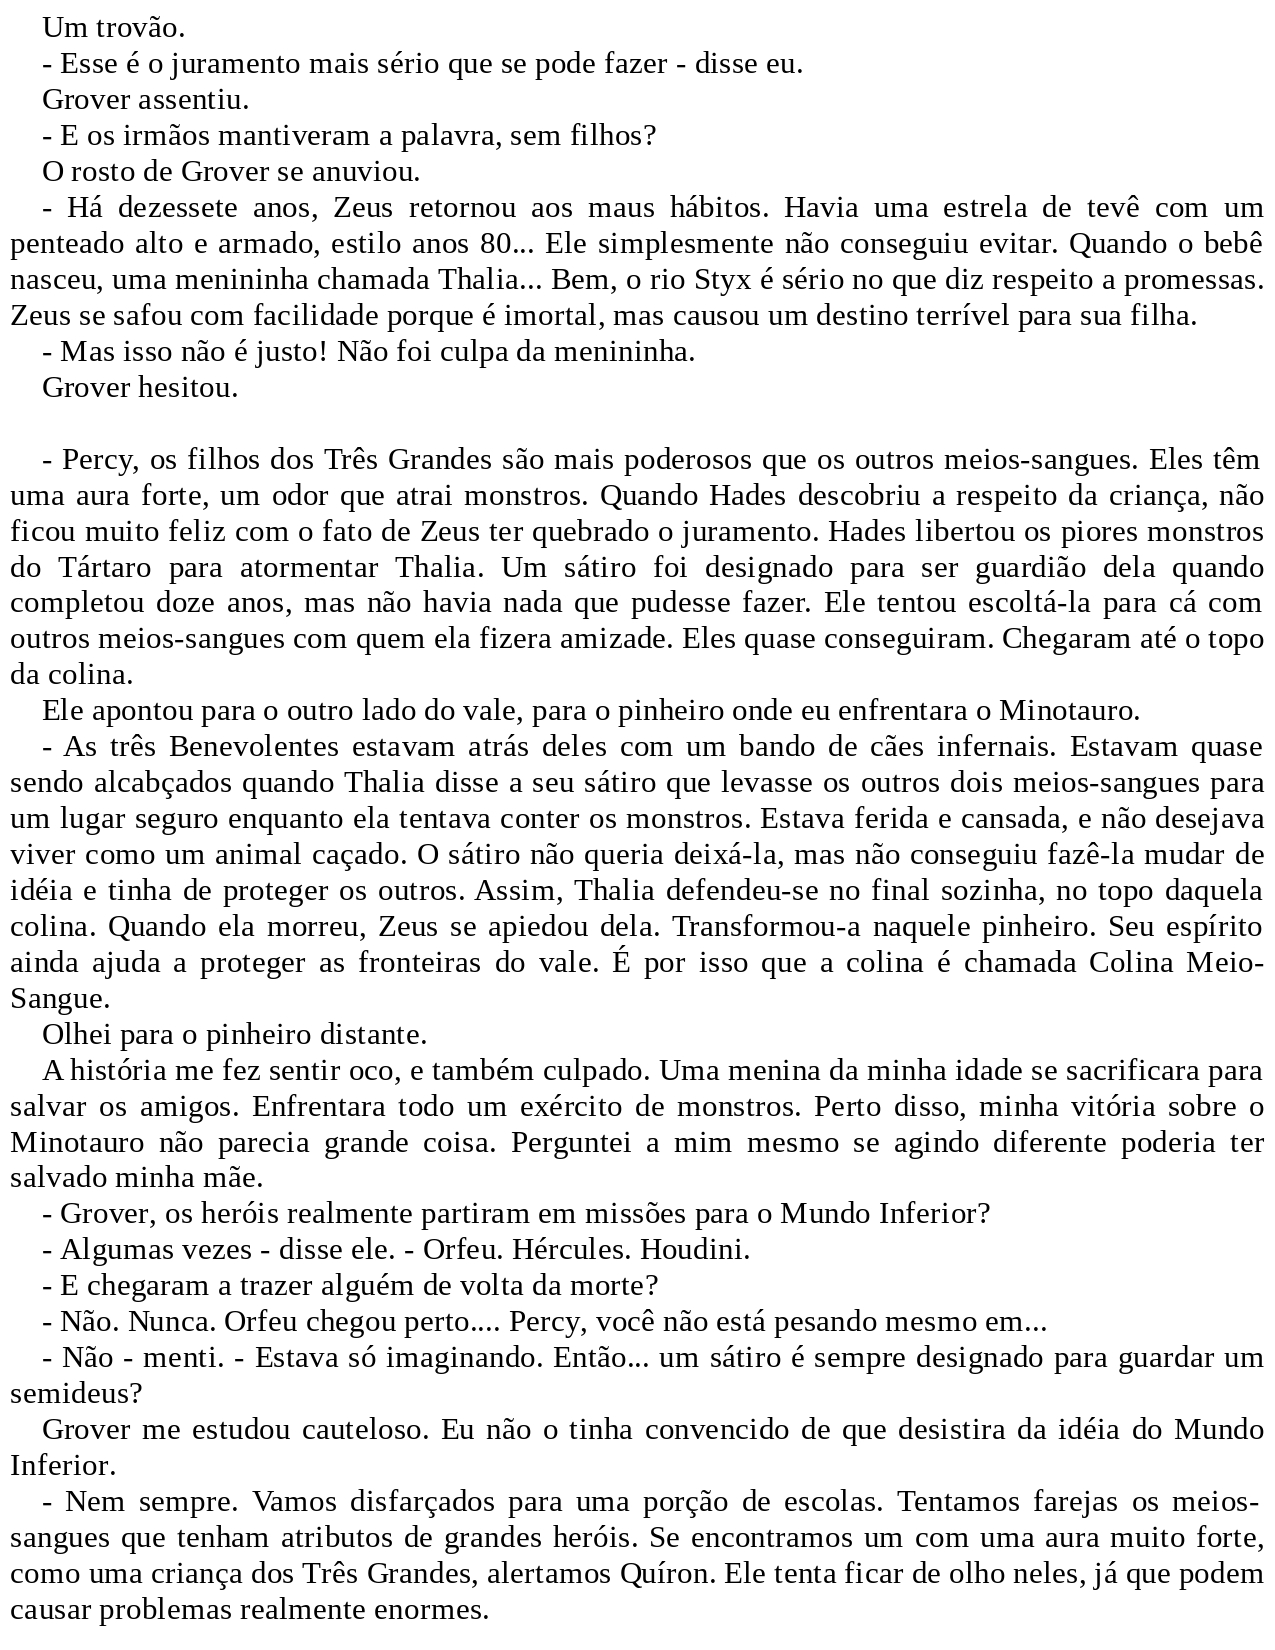 Um trovão.
- Esse é o juramento mais sério que se pode fazer - disse eu.
Grover assentiu.
- E os irmãos mantiveram a palavra, sem filhos?
O rosto de Grover se anuviou.
- Há dezessete anos, Zeus retornou aos maus hábitos. Havia uma estrela de tevê com um
penteado alto e armado, estilo anos 80... Ele simplesmente não conseguiu evitar. Quando o bebê
nasceu, uma menininha chamada Thalia... Bem, o rio Styx é sério no que diz respeito a promessas.
Zeus se safou com facilidade porque é imortal, mas causou um destino terrível para sua filha.
- Mas isso não é justo! Não foi culpa da menininha.
Grover hesitou.
- Percy, os filhos dos Três Grandes são mais poderosos que os outros meios-sangues. Eles têm
uma aura forte, um odor que atrai monstros. Quando Hades descobriu a respeito da criança, não
ficou muito feliz com o fato de Zeus ter quebrado o juramento. Hades libertou os piores monstros
do Tártaro para atormentar Thalia. Um sátiro foi designado para ser guardião dela quando
completou doze anos, mas não havia nada que pudesse fazer. Ele tentou escoltá-la para cá com
outros meios-sangues com quem ela fizera amizade. Eles quase conseguiram. Chegaram até o topo
da colina.
Ele apontou para o outro lado do vale, para o pinheiro onde eu enfrentara o Minotauro.
- As três Benevolentes estavam atrás deles com um bando de cães infernais. Estavam quase
sendo alcabçados quando Thalia disse a seu sátiro que levasse os outros dois meios-sangues para
um lugar seguro enquanto ela tentava conter os monstros. Estava ferida e cansada, e não desejava
viver como um animal caçado. O sátiro não queria deixá-la, mas não conseguiu fazê-la mudar de
idéia e tinha de proteger os outros. Assim, Thalia defendeu-se no final sozinha, no topo daquela
colina. Quando ela morreu, Zeus se apiedou dela. Transformou-a naquele pinheiro. Seu espírito
ainda ajuda a proteger as fronteiras do vale. É por isso que a colina é chamada Colina Meio-
Sangue.
Olhei para o pinheiro distante.
A história me fez sentir oco, e também culpado. Uma menina da minha idade se sacrificara para
salvar os amigos. Enfrentara todo um exército de monstros. Perto disso, minha vitória sobre o
Minotauro não parecia grande coisa. Perguntei a mim mesmo se agindo diferente poderia ter
salvado minha mãe.
- Grover, os heróis realmente partiram em missões para o Mundo Inferior?
- Algumas vezes - disse ele. - Orfeu. Hércules. Houdini.
- E chegaram a trazer alguém de volta da morte?
- Não. Nunca. Orfeu chegou perto.... Percy, você não está pesando mesmo em...
- Não - menti. - Estava só imaginando. Então... um sátiro é sempre designado para guardar um
semideus?
Grover me estudou cauteloso. Eu não o tinha convencido de que desistira da idéia do Mundo
Inferior.
- Nem sempre. Vamos disfarçados para uma porção de escolas. Tentamos farejas os meios-
sangues que tenham atributos de grandes heróis. Se encontramos um com uma aura muito forte,
como uma criança dos Três Grandes, alertamos Quíron. Ele tenta ficar de olho neles, já que podem
causar problemas realmente enormes.